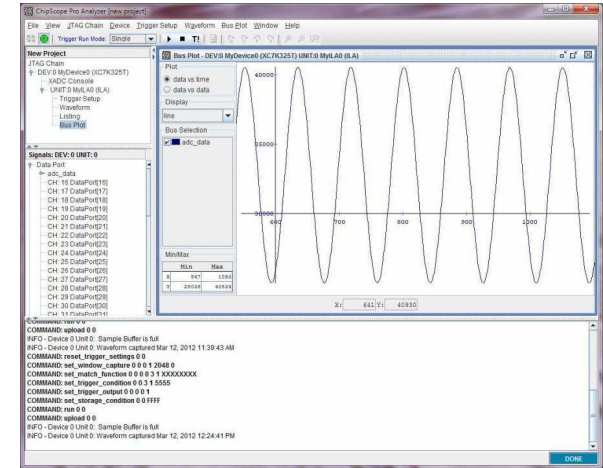 ChipScope Pro Analyzer [new project]
File View JTAG Chain Device Trigger Setup Waveform Bus Plot Window Help
Trigger Run Mode: Single T!
New Project
JTAG Chain
DEV:0 MyDevice0 (XC7K325T)
XADC Console
UNIT:0 MyILA0 (ILA)
Trigger Setup
Waveform
Listing
Bus Plot
Signals: DEV: 0 UNIT: 0
Data Port
adc_data
CH: 16 DataPort[16]
CH: 17 DataPort[17]
CH: 18 DataPort[18]
CH: 19 DataPort[19]
CH: 20 DataPort[20]
CH: 21 DataPort[21]
CH: 22 DataPort[22]
CH: 23 DataPort[23]
CH: 24 DataPort[24]
CH: 25 DataPort[25]
CH: 26 DataPort[26]
CH: 27 DataPort[27]
CH: 28 DataPort[28]
CH: 29 DataPort[29]
CH: 30 DataPort[30]
CH: 31 DataPort[31]
Bus Plot - DEV:0 MyDevice0 (XC7K325T) UNIT:0 MyILA0 (ILA)
Plot
data vs time
data vs data
Display
line
Bus Selection
adc_data
Min/Max
Min Max
X 867
Y
40000
35000
30000
600 700 800 900 1000
X: 641 Y: 40930
COMMAND: run 0 0
COMMAND: upload 0 0
INFO - Device 0 Unit 0: Sample Buffer is full
INFO - Device 0 Unit 0: Waveform captured Mar 12, 2012 11:39:43 AM
COMMAND: reset_trigger_settings 0 0
COMMAND: set_window_capture 0 0 0 1 2048 0
COMMAND: set_match_function 0 0 0 0 3 1 XXXXXXXX
COMMAND: set_trigger_condition 0 0 3 1 5555
COMMAND: set_trigger_output 0 0 0 0 1
COMMAND: set_storage_condition 0 0 FFFF
COMMAND: run 0 0
COMMAND: upload 0 0
INFO - Device 0 Unit 0: Sample Buffer is full
INFO - Device 0 Unit 0: Waveform captured Mar 12, 2012 12:24:41 PM
DONE